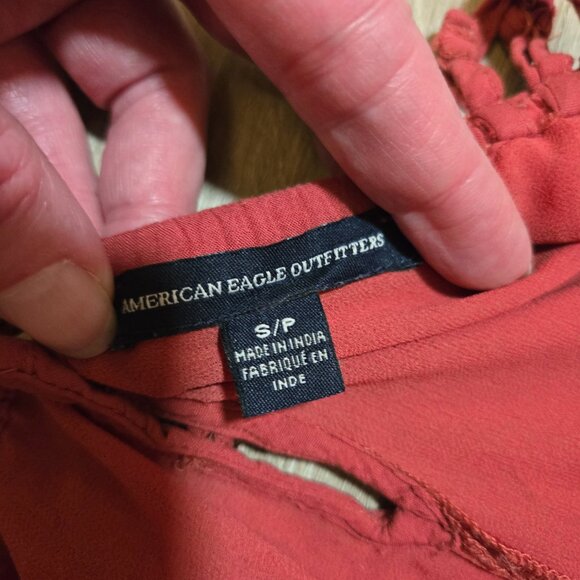 AMERICAN EAGLE OUTFITTERS
S/P
MADE IN INDIA
FABRIQUÉ EN
INDE